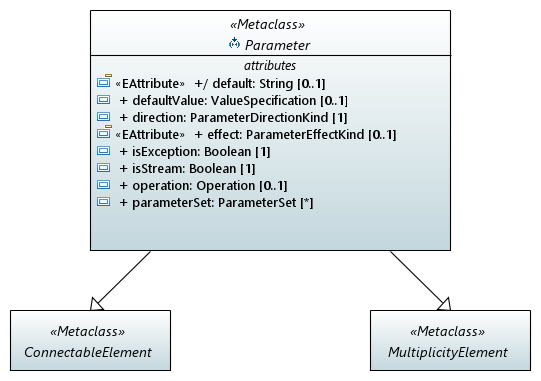 «Metaclass»
Parameter
attributes
«EAttribute» +/ default: String [0..1]
+ defaultValue: ValueSpecification [0..1]
+ direction: ParameterDirectionKind [1]
«EAttribute» + effect: ParameterEffectKind [0..1]
+ isException: Boolean [1]
+ isStream: Boolean [1]
+ operation: Operation [0..1]
+ parameterSet: ParameterSet [*]
«Metaclass»
ConnectableElement
«Metaclass»
MultiplicityElement